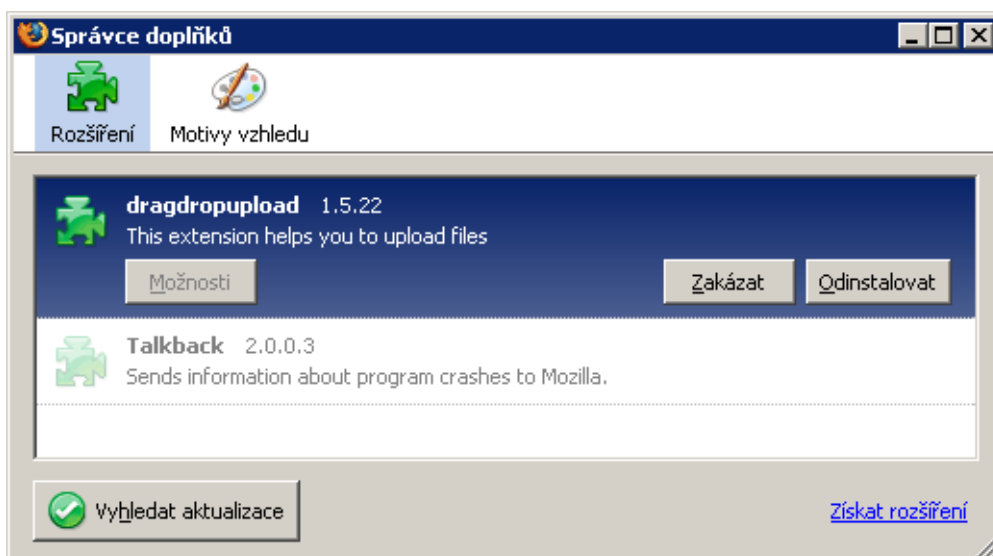 Správce doplňků
Rozšíření Motivy vzhledu
dragdropupload 1.5.22
This extension helps you to upload files
Možnosti Zakázat Odinstalovat
Talkback 2.0.0.3
Sends information about program crashes to Mozilla.
Vyhledat aktualizace Získat rozšíření